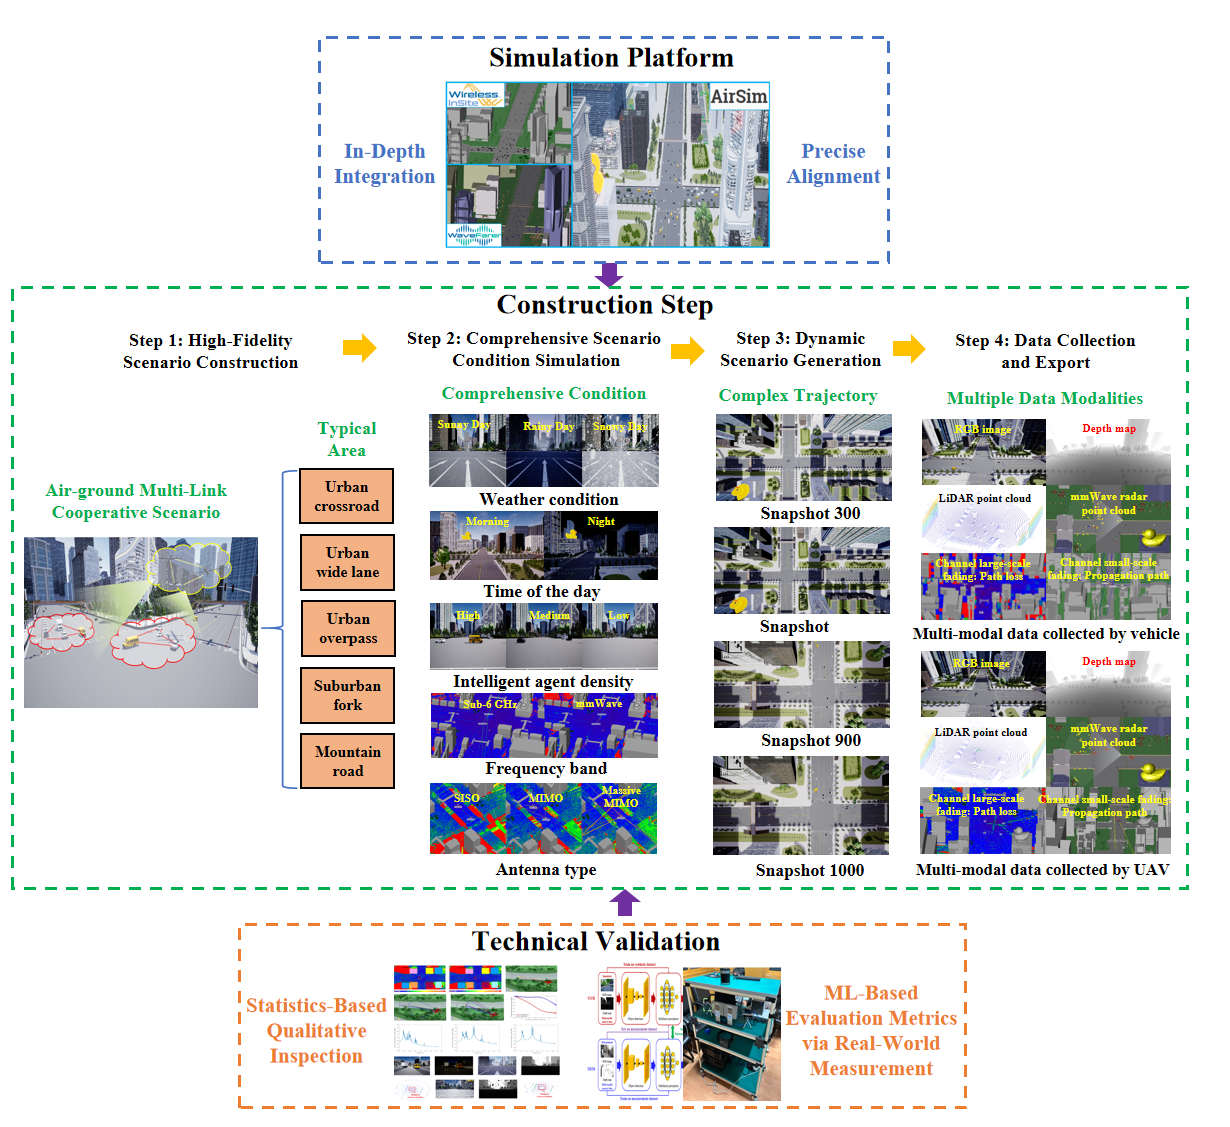 Simulation Platform
Wireless
InSite
AirSim
WaveFarer
In-Depth
Integration
Precise
Alignment
Construction Step
Step 1: High-Fidelity
Scenario Construction
Step 2: Comprehensive Scenario
Condition Simulation
Step 3: Dynamic
Scenario Generation
Step 4: Data Collection
and Export
Air-ground Multi-Link
Cooperative Scenario
Typical
Area
Urban
crossroad
Urban
wide lane
Urban
overpass
Suburban
fork
Mountain
road
Comprehensive Condition
Sunny Day
Rainy Day
Snowy Day
Weather condition
Morning
Night
Time of the day
High
Medium
Low
Intelligent agent density
Sub-6 GHz
mmWave
Frequency band
SISO
MIMO
Massive
MIMO
Antenna type
Complex Trajectory
Snapshot 300
Snapshot
Snapshot 900
Snapshot 1000
Multiple Data Modalities
RGB image
Depth map
LiDAR point cloud
mmWave radar
point cloud
Channel large-scale
fading: Path loss
Channel small-scale
fading: Propagation path
Multi-modal data collected by vehicle
RGB image
Depth map
LiDAR point cloud
mmWave radar
point cloud
Channel large-scale
fading: Path loss
Channel small-scale fading:
Propagation path
Multi-modal data collected by UAV
Technical Validation
Statistics-Based
Qualitative
Inspection
ML-Based
Evaluation Metrics
via Real-World
Measurement